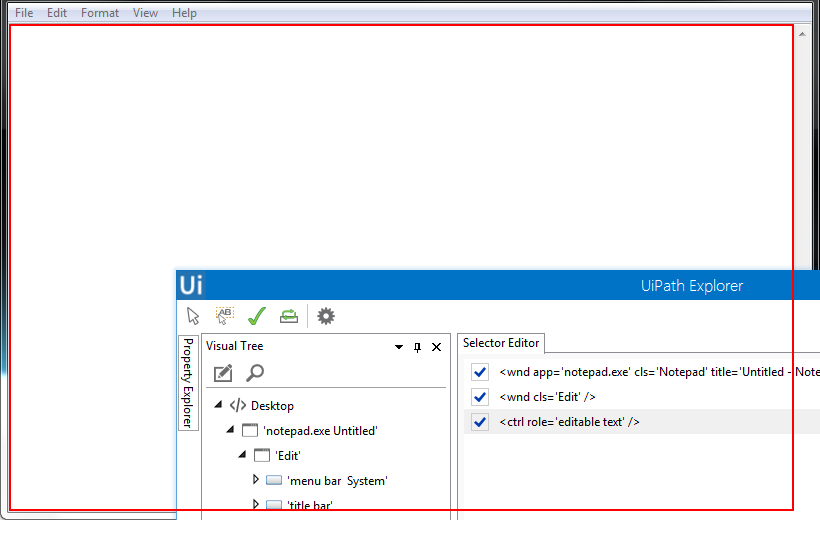 File Edit Format View Help
Ui UiPath Explorer
AB
Property Explorer
Visual Tree
Selector Editor
<wnd app='notepad.exe' cls='Notepad' title='Untitled - Note
<wnd cls='Edit' />
<ctrl role='editable text' />
</> Desktop
'notepad.exe Untitled'
'Edit'
'menu bar System'
'title bar'